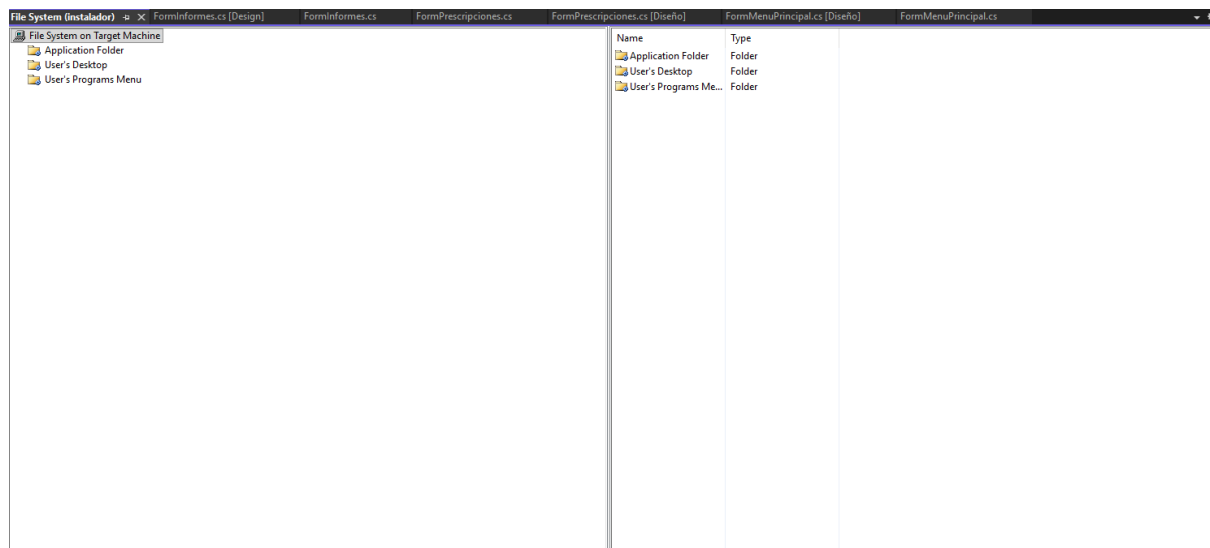 File System (instalador) FormInformes.cs [Design] FormInformes.cs FormPrescripciones.cs FormPrescripciones.cs [Diseño] FormMenuPrincipal.cs [Diseño] FormMenuPrincipal.cs
File System on Target Machine
Application Folder
User's Desktop
User's Programs Menu
Name Type
Application Folder Folder
User's Desktop Folder
User's Programs Me... Folder